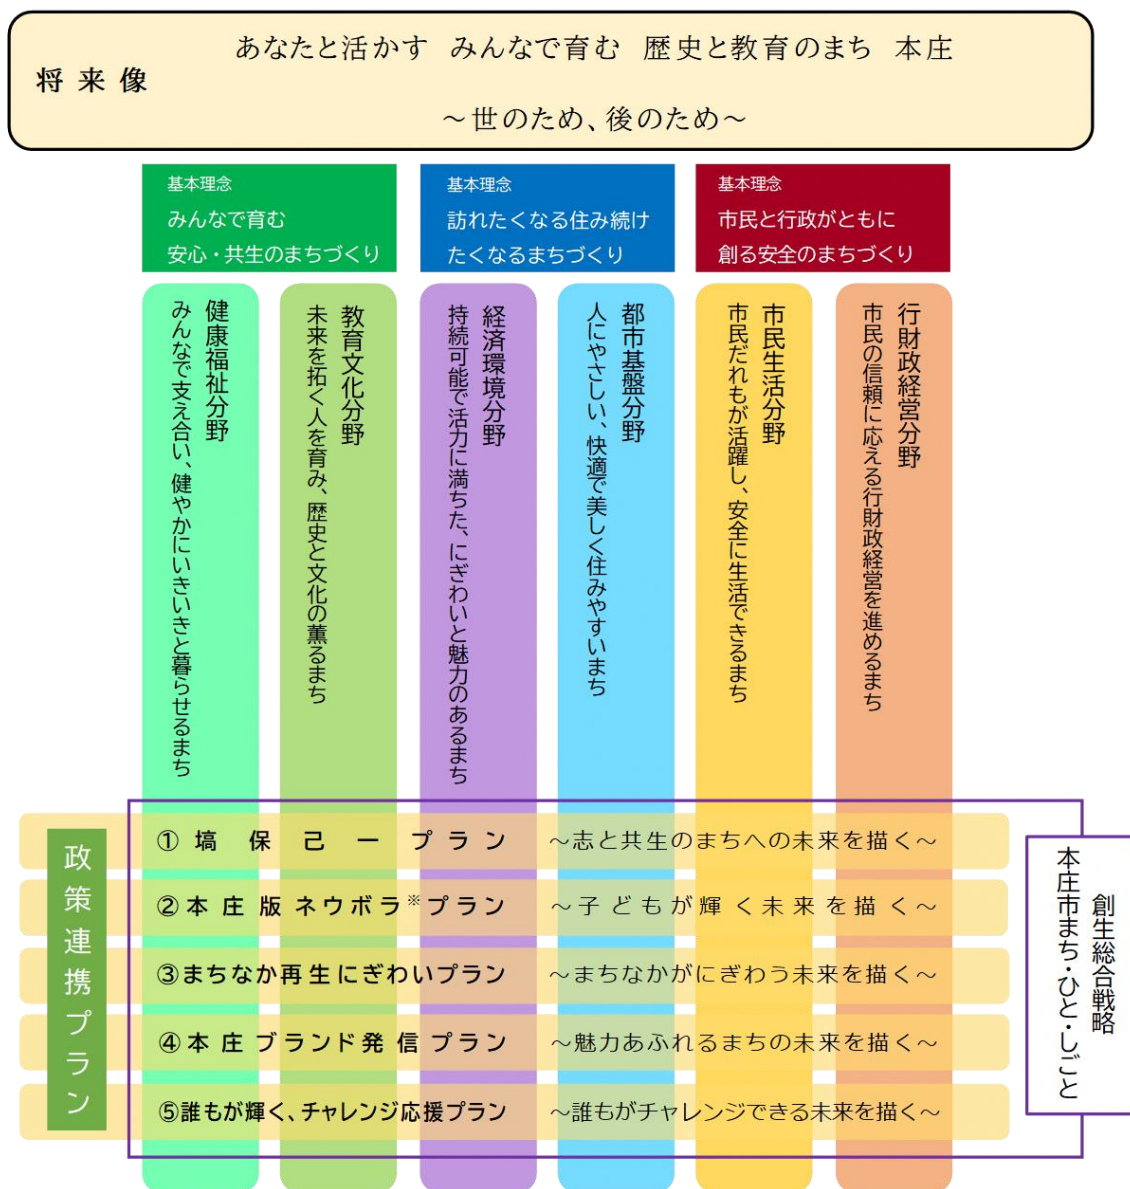 将来像
あなたと活かす みんなで育む 歴史と教育のまち 本庄
～世のため、後のため～
基本理念
みんなで育む
安心・共生のまちづくり
基本理念
訪れたくなる住み続け
たくなるまちづくり
基本理念
市民と行政がともに
創る安全のまちづくり
健康福祉分野
みんなで支え合い、健やかにいきいきと暮らせるまち
教育文化分野
未来を拓く人を育み、歴史と文化の薫るまち
経済環境分野
持続可能で活力に満ちた、にぎわいと魅力のあるまち
都市基盤分野
人にやさしい、快適で美しく住みやすいまち
市民生活分野
市民だれもが活躍し、安全に生活できるまち
行財政経営分野
市民の信頼に応える行財政経営を進めるまち
政策連携プラン
①塙保己一プラン ～志と共生のまちへの未来を描く～
②本庄版ネウボラ※プラン ～子どもが輝く未来を描く～
③まちなか再生にぎわいプラン ～まちなかがにぎわう未来を描く～
④本庄ブランド発信プラン ～魅力あふれるまちの未来を描く～
⑤誰もが輝く、チャレンジ応援プラン ～誰もがチャレンジできる未来を描く～
創生総合戦略
本庄市まち・ひと・しごと